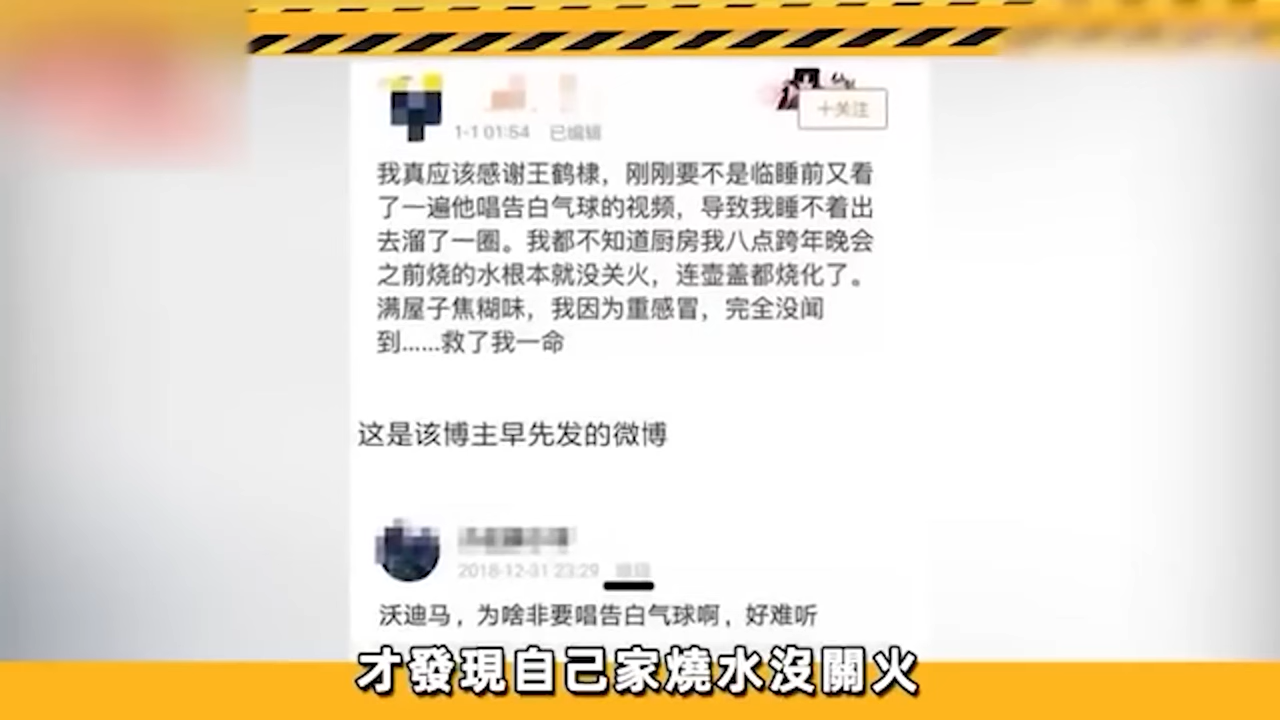 +关注
1-1 01:54 已编辑
我真应该感谢王鹤棣，刚刚要不是临睡前又看
了一遍他唱告白气球的视频，导致我睡不着出
去溜了一圈。我都不知道厨房我八点跨年晚会
之前烧的水根本就没关火，连壶盖都烧化了。
满屋子焦糊味，我因为重感冒，完全没闻
到……救了我一命
这是该博主早先发的微博
2018-12-31 23:29
沃迪马，为啥非要唱告白气球啊，好难听
才發現自己家燒水沒關火